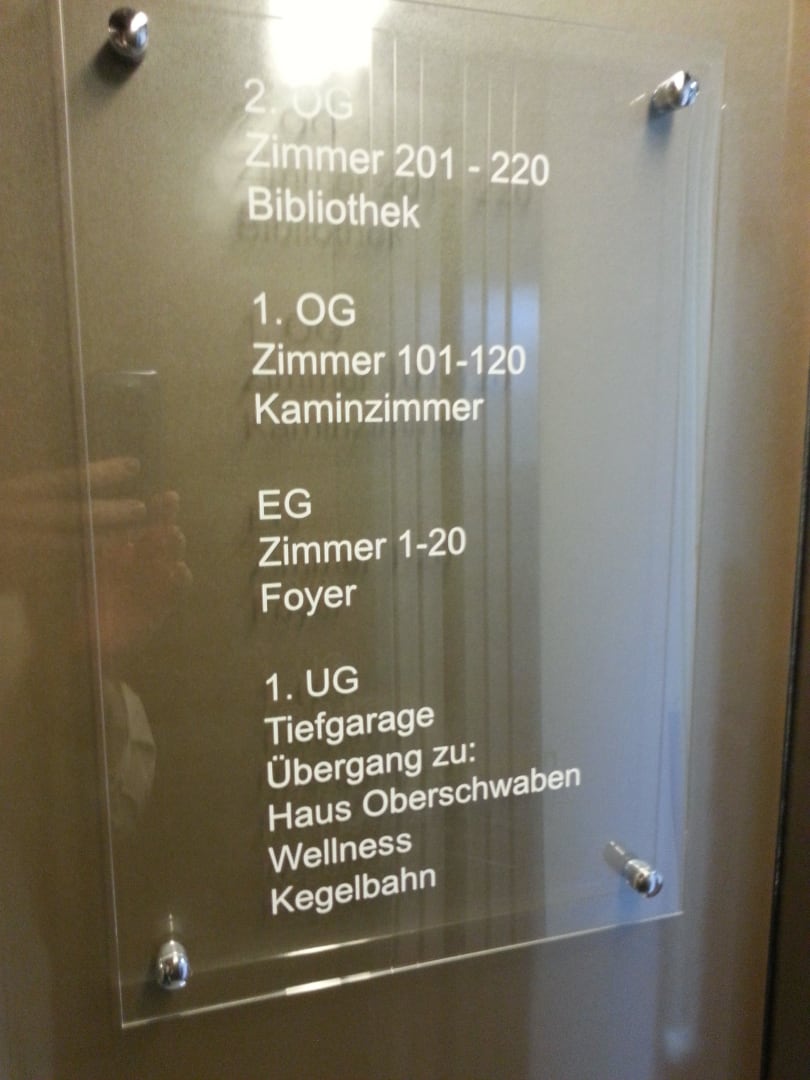 2. OG
Zimmer 201 - 220
Bibliothek
1. OG
Zimmer 101-120
Kaminzimmer
EG
Zimmer 1-20
Foyer
1. UG
Tiefgarage
Übergang zu:
Haus Oberschwaben
Wellness
Kegelbahn